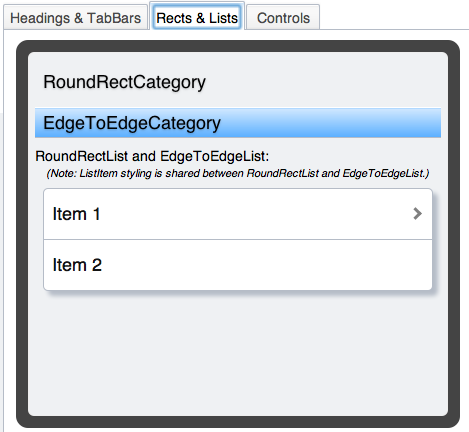 Headings & TabBars Rects & Lists Controls
RoundRectCategory
EdgeToEdgeCategory
RoundRectList and EdgeToEdgeList:
(Note: ListItem styling is shared between RoundRectList and EdgeToEdgeList.)
Item 1
Item 2